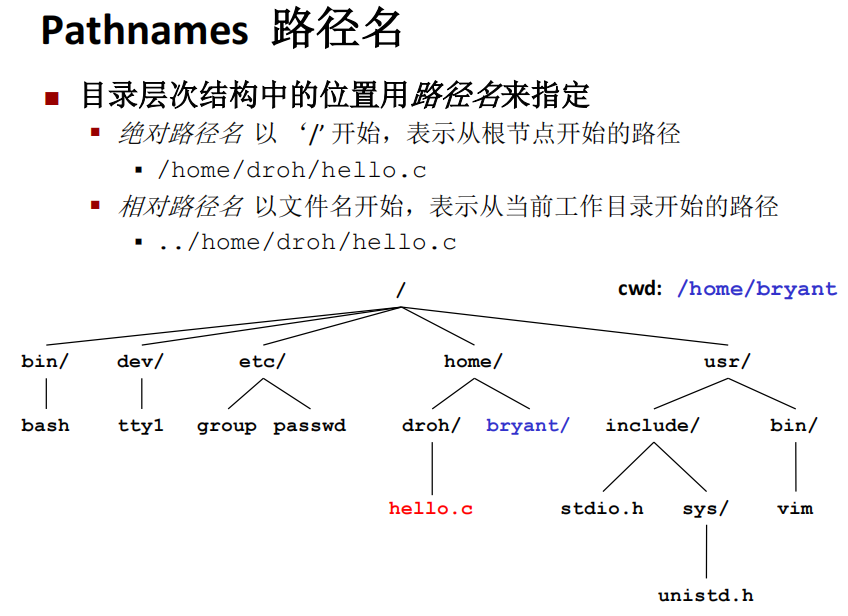 Pathnames 路径名
目录层次结构中的位置用路径名来指定
绝对路径名 以 ‘/’ 开始，表示从根节点开始的路径
/home/droh/hello.c
相对路径名 以文件名开始，表示从当前工作目录开始的路径
../home/droh/hello.c
/
cwd: /home/bryant
bin/ dev/ etc/ home/ usr/
bash tty1 group passwd droh/ bryant/ include/ bin/
hello.c stdio.h sys/ vim
unistd.h